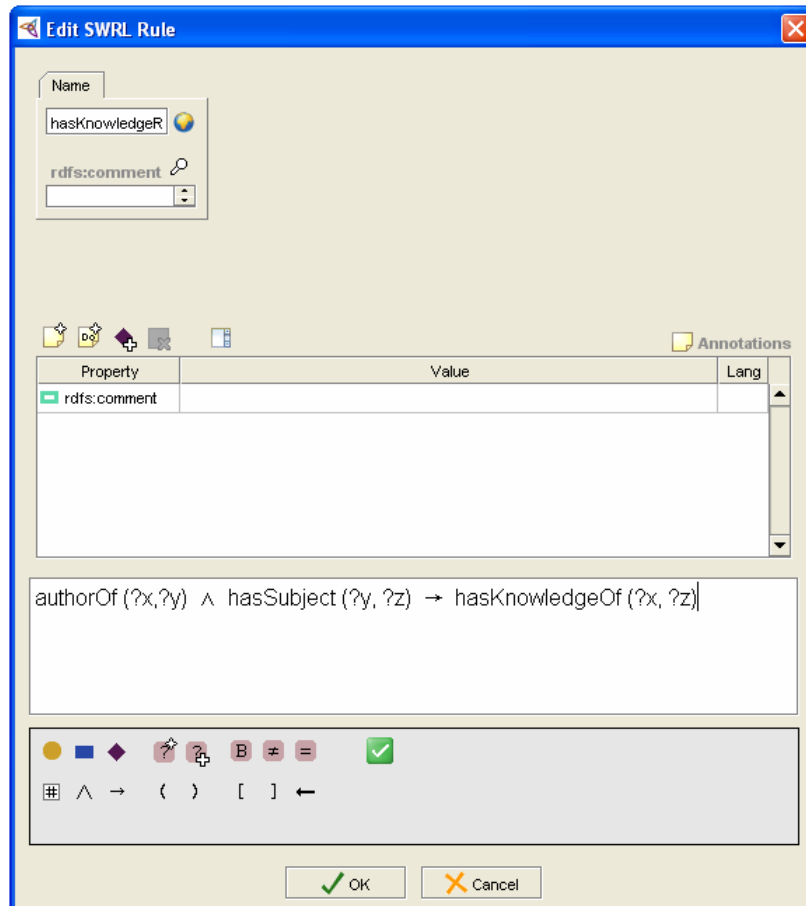 Edit SWRL Rule
Name
hasKnowledgeR
rdfs:comment
Annotations
Property Value Lang
rdfs:comment
authorOf (?x,?y) ∧ hasSubject (?y, ?z) → hasKnowledgeOf (?x, ?z)
? ? B ≠ =
# ∧ → ( ) [ ] ←
OK Cancel